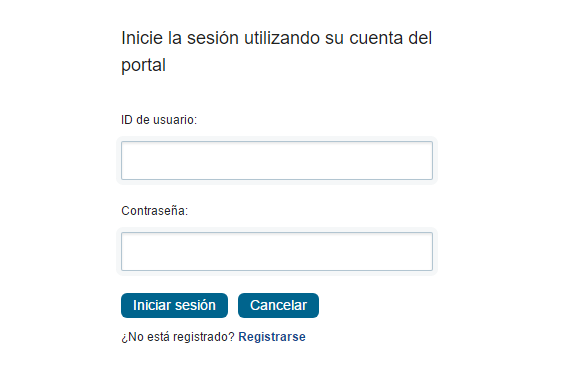 Inicie la sesión utilizando su cuenta del
portal
ID de usuario:
Contraseña:
Iniciar sesión Cancelar
¿No está registrado? Registrarse